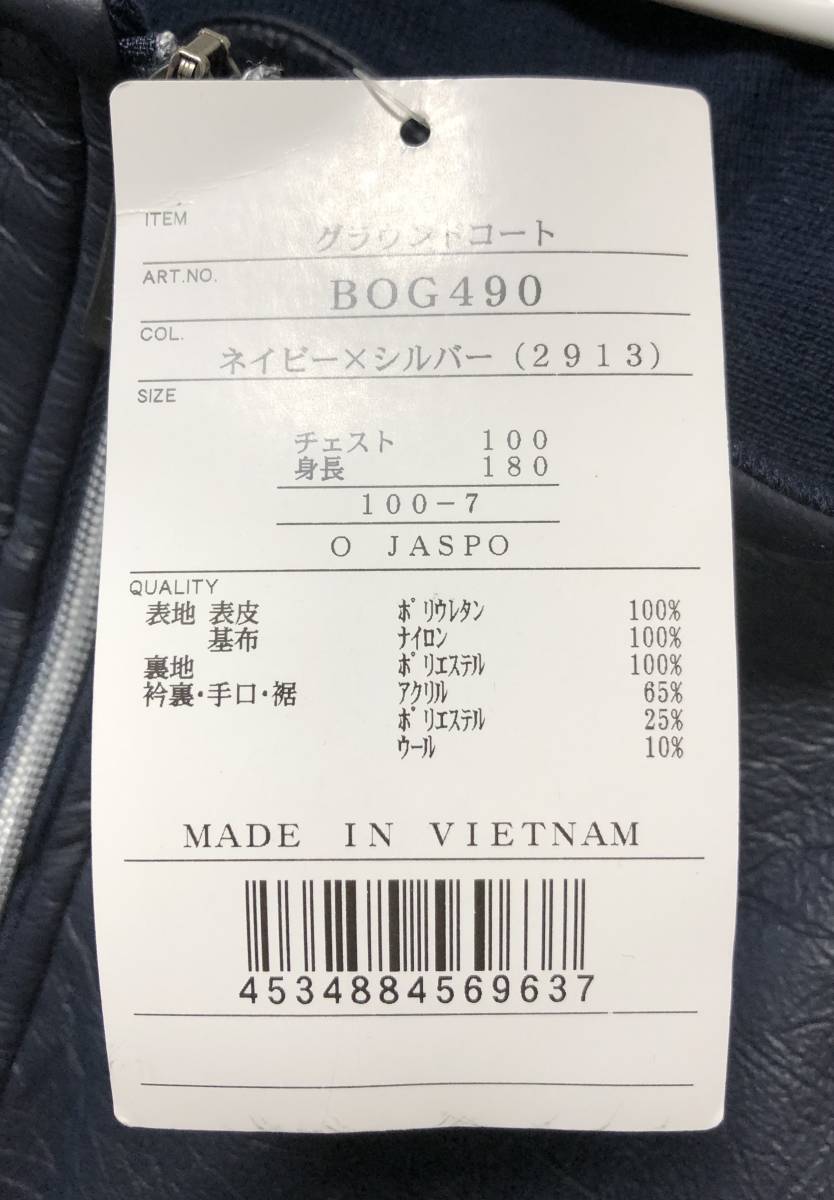 ITEM
グラウンドコート
ART.NO.
BOG490
COL.
ネイビー×シルバー(2913)
SIZE
チェスト 100
身長 180
100-7
O JASPO
QUALITY
表地 表皮 ﾎﾟﾘｳﾚﾀﾝ 100%
基布 ﾅｲﾛﾝ 100%
裏地 ﾎﾟﾘｴｽﾃﾙ 100%
衿裏・手口・裾 ｱｸﾘﾙ 65%
ﾎﾟﾘｴｽﾃﾙ 25%
ｳｰﾙ 10%
MADE IN VIETNAM
4534884569637